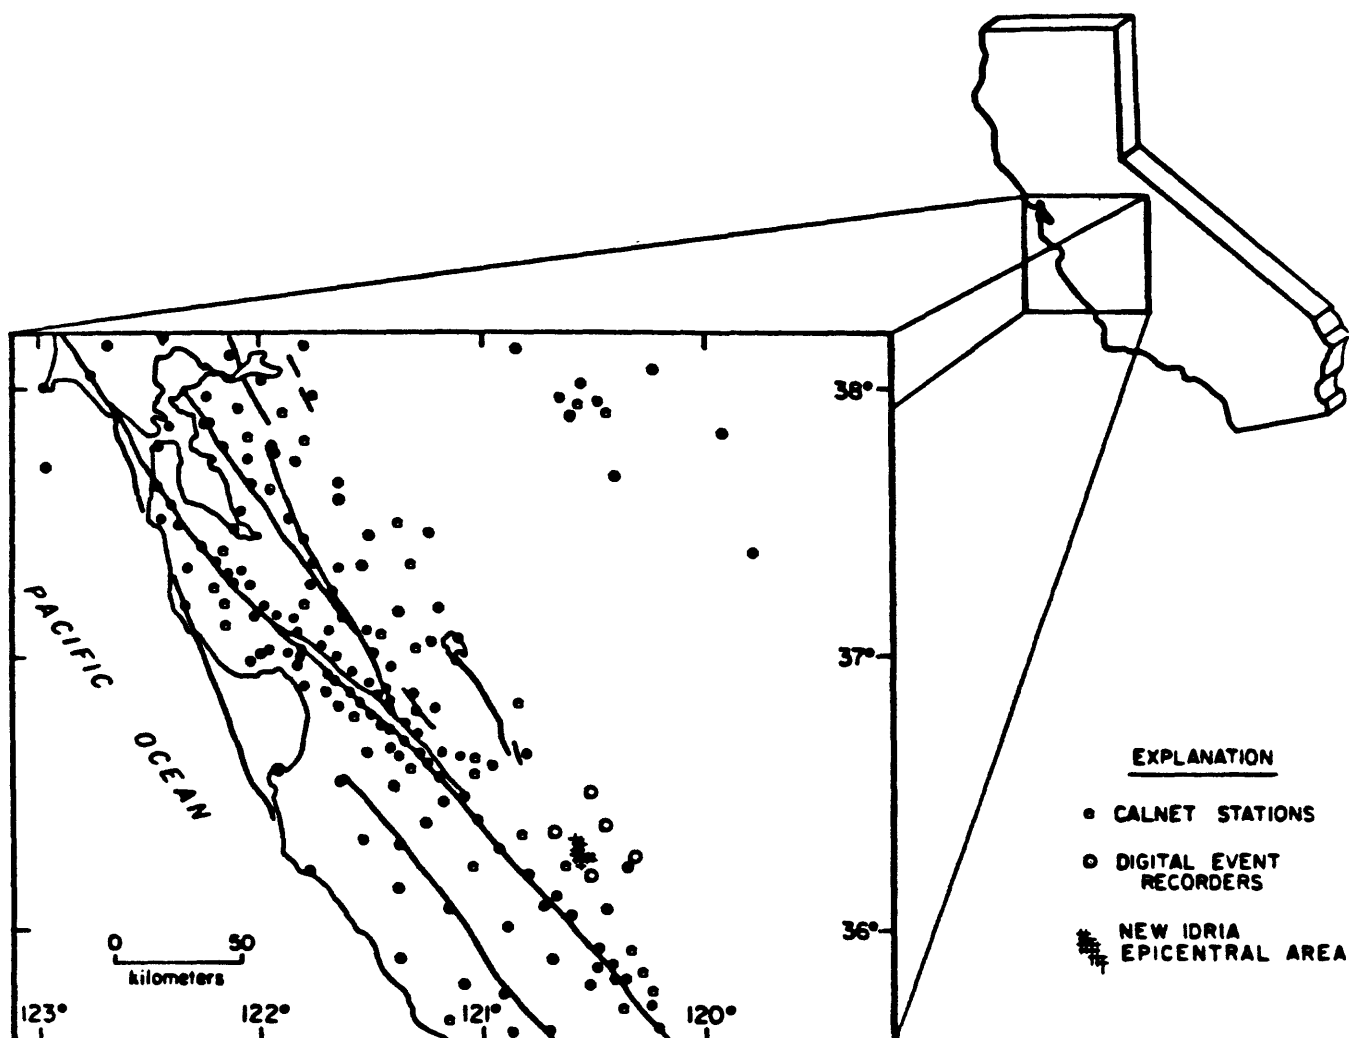 38°
37°
PACIFIC OCEAN
EXPLANATION
CALNET STATIONS
DIGITAL EVENT
RECORDERS
NEW IDRIA
EPICENTRAL AREA
36°
0 50
kilometers
123° 122° 121° 120°